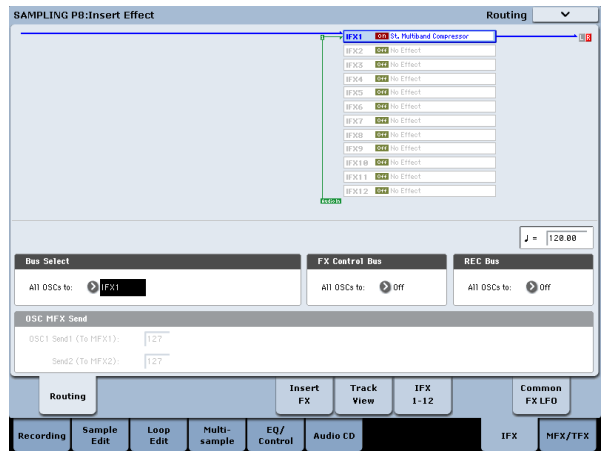 SAMPLING P8:Insert Effect Routing
IFX1 On St. Multiband Compressor
L R
IFX2 Off No Effect
IFX3 Off No Effect
IFX4 Off No Effect
IFX5 Off No Effect
IFX6 Off No Effect
IFX7 Off No Effect
IFX8 Off No Effect
IFX9 Off No Effect
IFX10 Off No Effect
IFX11 Off No Effect
IFX12 Off No Effect
Audio In
♩ = 120.00
Bus Select FX Control Bus REC Bus
All OSCs to: IFX1 All OSCs to: Off All OSCs to: Off
OSC MFX Send
OSC1 Send1 (To MFX1): 127
Send2 (To MFX2): 127
Routing Insert FX Track View IFX 1-12 Common FX LFO
Recording Sample Edit Loop Edit Multi-sample EQ/Control Audio CD IFX MFX/TFX